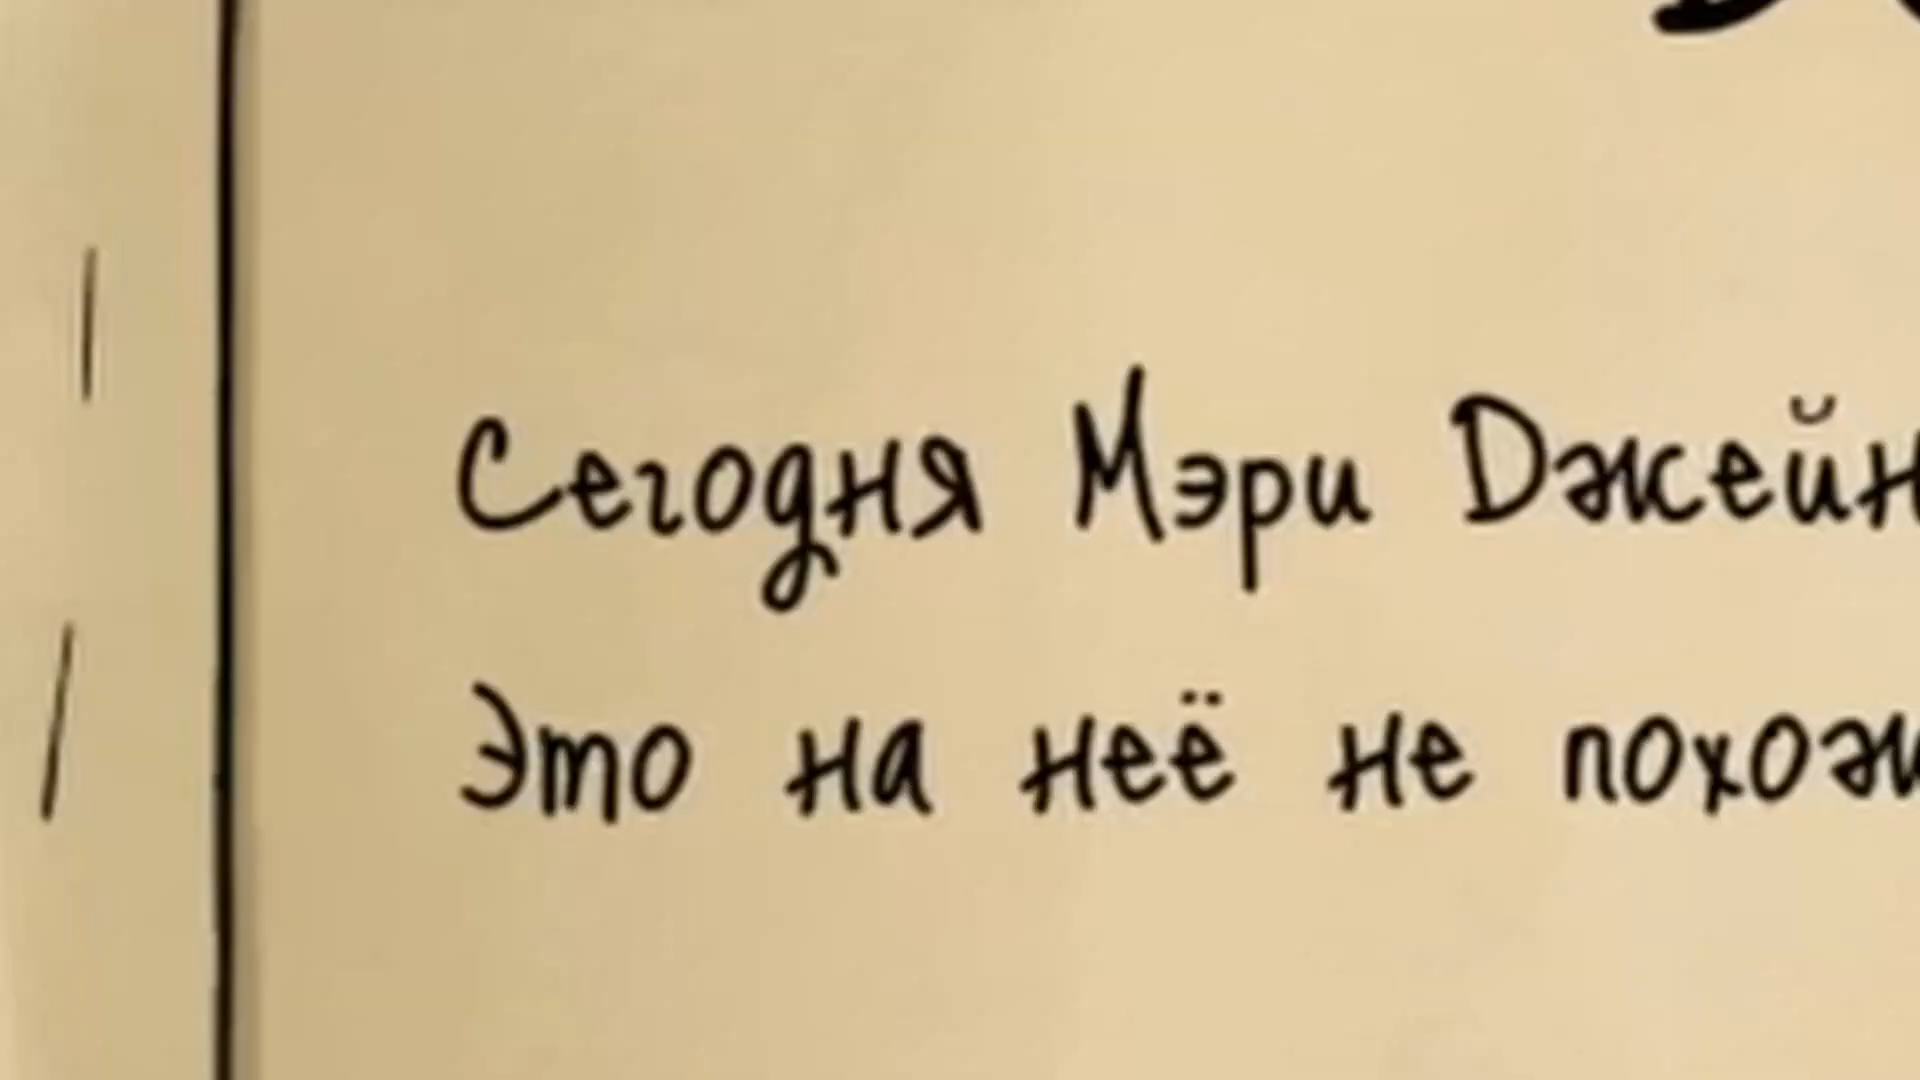 Сегодня Мэри Джейн
Это на неё не похож